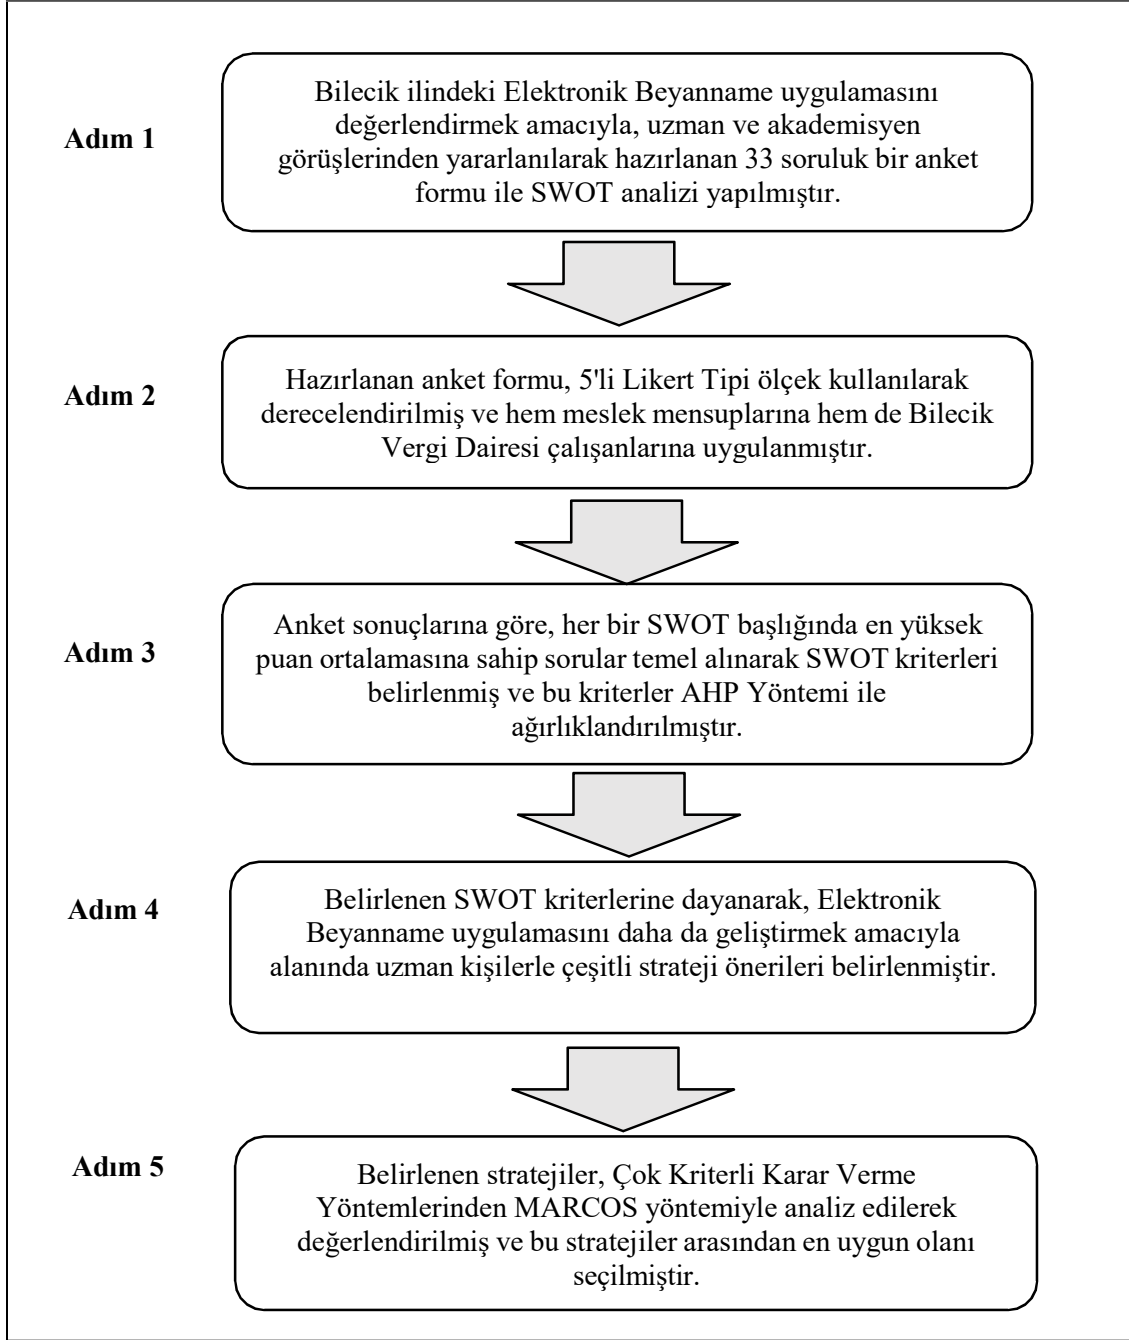 Adım 1
Bilecik ilindeki Elektronik Beyanname uygulamasını
değerlendirmek amacıyla, uzman ve akademisyen
görüşlerinden yararlanılarak hazırlanan 33 soruluk bir anket
formu ile SWOT analizi yapılmıştır.
Adım 2
Hazırlanan anket formu, 5'li Likert Tipi ölçek kullanılarak
derecelendirilmiş ve hem meslek mensuplarına hem de Bilecik
Vergi Dairesi çalışanlarına uygulanmıştır.
Adım 3
Anket sonuçlarına göre, her bir SWOT başlığında en yüksek
puan ortalamasına sahip sorular temel alınarak SWOT kriterleri
belirlenmiş ve bu kriterler AHP Yöntemi ile
ağırlıklandırılmıştır.
Adım 4
Belirlenen SWOT kriterlerine dayanarak, Elektronik
Beyanname uygulamasını daha da geliştirmek amacıyla
alanında uzman kişilerle çeşitli strateji önerileri belirlenmiştir.
Adım 5
Belirlenen stratejiler, Çok Kriterli Karar Verme
Yöntemlerinden MARCOS yöntemiyle analiz edilerek
değerlendirilmiş ve bu stratejiler arasından en uygun olanı
seçilmiştir.